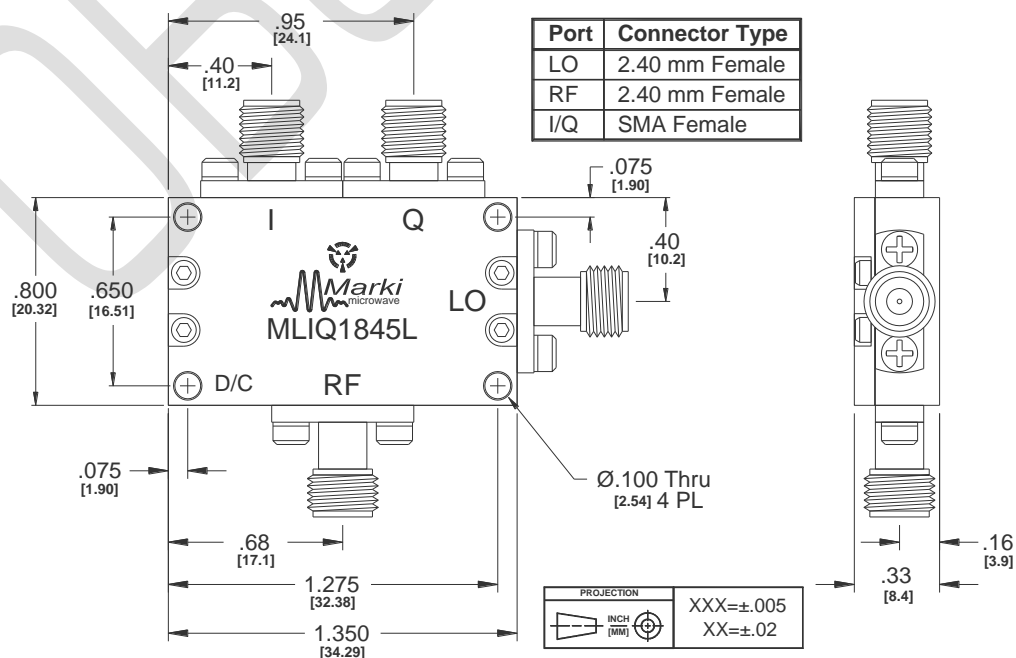 .95
[24.1]
.40
[11.2]
Port Connector Type
LO 2.40 mm Female
RF 2.40 mm Female
I/Q SMA Female
.075
[1.90]
I Q
.40
[10.2]
.800
[20.32]
.650
[16.51]
Marki
microwave
LO
MLIQ1845L
D/C RF
.075
[1.90]
Ø.100 Thru
[2.54] 4 PL
.68
[17.1]
.16
[3.9]
1.275
[32.38]
.33
[8.4]
PROJECTION
INCH
[MM]
XXX=±.005
XX=±.02
1.350
[34.29]